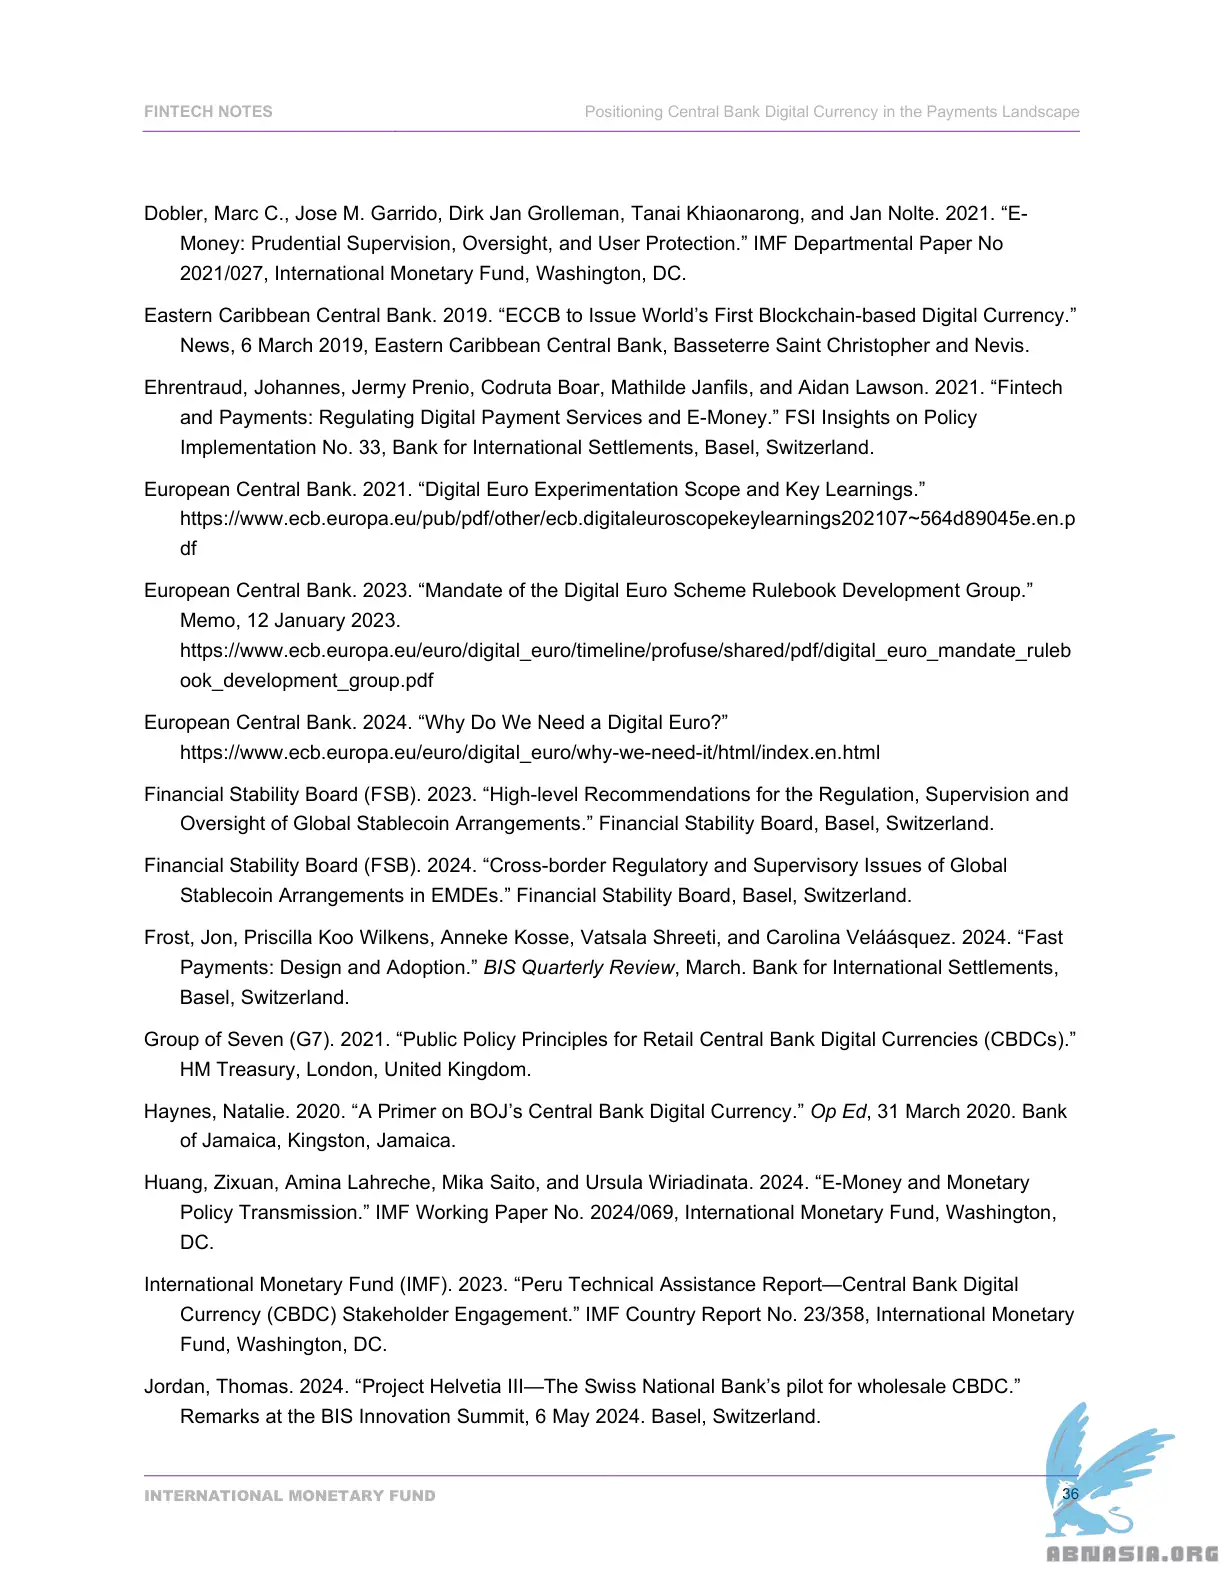 FINTECH NOTES Positioning Central Bank Digital Currency in the Payments Landscape
Dobler, Marc C., Jose M. Garrido, Dirk Jan Grolleman, Tanai Khiaonarong, and Jan Nolte. 2021. “E-
Money: Prudential Supervision, Oversight, and User Protection.” IMF Departmental Paper No
2021/027, International Monetary Fund, Washington, DC.
Eastern Caribbean Central Bank. 2019. “ECCB to Issue World’s First Blockchain-based Digital Currency.”
News, 6 March 2019, Eastern Caribbean Central Bank, Basseterre Saint Christopher and Nevis.
Ehrentraud, Johannes, Jermy Prenio, Codruta Boar, Mathilde Janfils, and Aidan Lawson. 2021. “Fintech
and Payments: Regulating Digital Payment Services and E-Money.” FSI Insights on Policy
Implementation No. 33, Bank for International Settlements, Basel, Switzerland.
European Central Bank. 2021. “Digital Euro Experimentation Scope and Key Learnings.”
https://www.ecb.europa.eu/pub/pdf/other/ecb.digitaleuroscopekeylearnings202107~564d89045e.en.p
df
European Central Bank. 2023. “Mandate of the Digital Euro Scheme Rulebook Development Group.”
Memo, 12 January 2023.
https://www.ecb.europa.eu/euro/digital_euro/timeline/profuse/shared/pdf/digital_euro_mandate_ruleb
ook_development_group.pdf
European Central Bank. 2024. “Why Do We Need a Digital Euro?”
https://www.ecb.europa.eu/euro/digital_euro/why-we-need-it/html/index.en.html
Financial Stability Board (FSB). 2023. “High-level Recommendations for the Regulation, Supervision and
Oversight of Global Stablecoin Arrangements.” Financial Stability Board, Basel, Switzerland.
Financial Stability Board (FSB). 2024. “Cross-border Regulatory and Supervisory Issues of Global
Stablecoin Arrangements in EMDEs.” Financial Stability Board, Basel, Switzerland.
Frost, Jon, Priscilla Koo Wilkens, Anneke Kosse, Vatsala Shreeti, and Carolina Veláásquez. 2024. “Fast
Payments: Design and Adoption.” BIS Quarterly Review, March. Bank for International Settlements,
Basel, Switzerland.
Group of Seven (G7). 2021. “Public Policy Principles for Retail Central Bank Digital Currencies (CBDCs).”
HM Treasury, London, United Kingdom.
Haynes, Natalie. 2020. “A Primer on BOJ’s Central Bank Digital Currency.” Op Ed, 31 March 2020. Bank
of Jamaica, Kingston, Jamaica.
Huang, Zixuan, Amina Lahreche, Mika Saito, and Ursula Wiriadinata. 2024. “E-Money and Monetary
Policy Transmission.” IMF Working Paper No. 2024/069, International Monetary Fund, Washington,
DC.
International Monetary Fund (IMF). 2023. “Peru Technical Assistance Report—Central Bank Digital
Currency (CBDC) Stakeholder Engagement.” IMF Country Report No. 23/358, International Monetary
Fund, Washington, DC.
Jordan, Thomas. 2024. “Project Helvetia III—The Swiss National Bank’s pilot for wholesale CBDC.”
Remarks at the BIS Innovation Summit, 6 May 2024. Basel, Switzerland.
INTERNATIONAL MONETARY FUND 36
ABNASIA.ORG